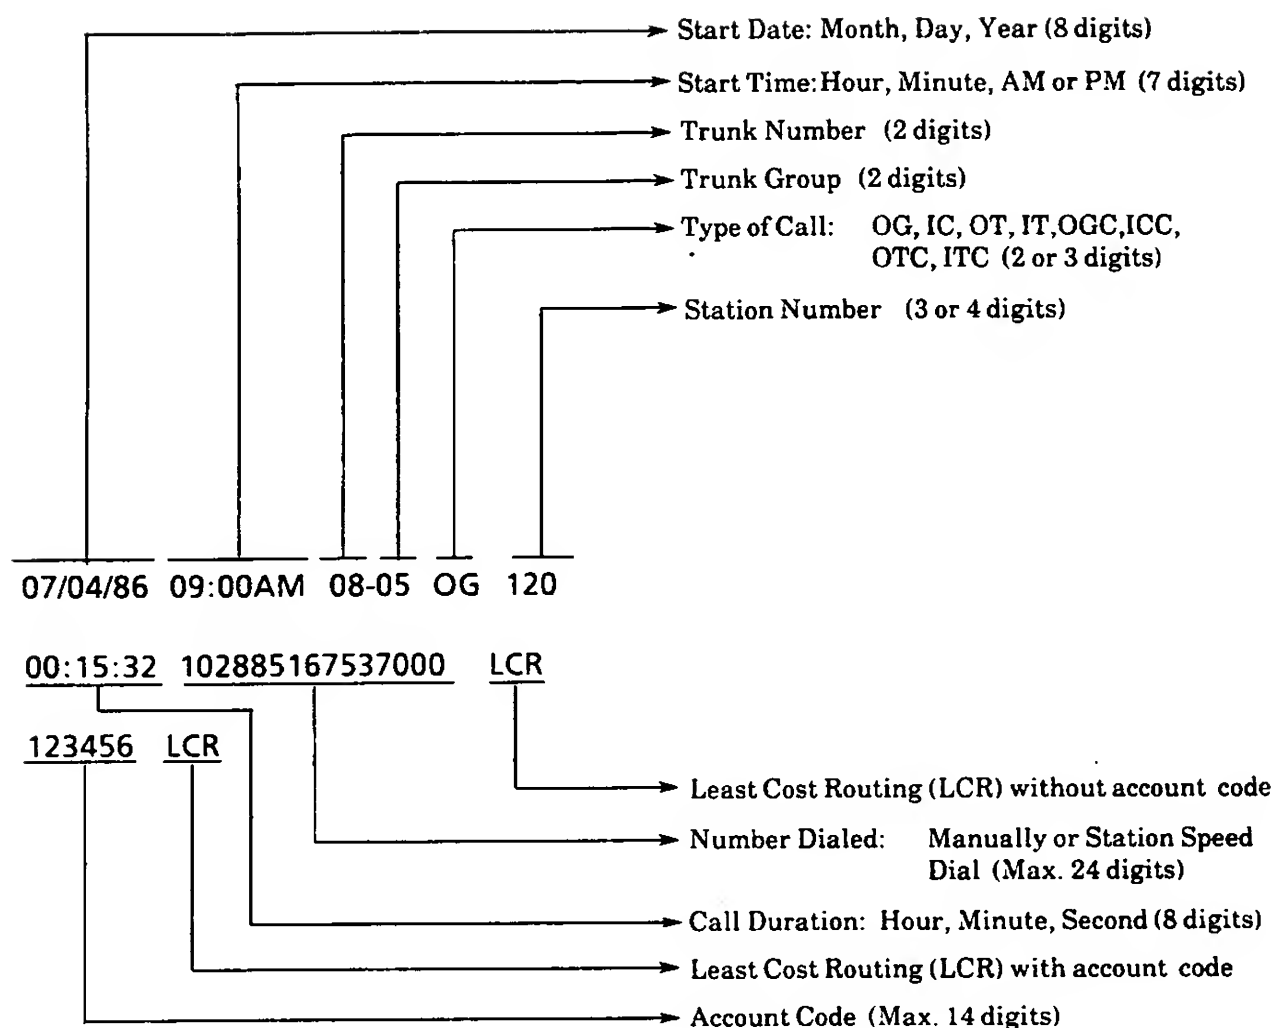 Start Date: Month, Day, Year (8 digits)
Start Time: Hour, Minute, AM or PM (7 digits)
Trunk Number (2 digits)
Trunk Group (2 digits)
Type of Call: OG, IC, OT, IT,OGC,ICC,
OTC, ITC (2 or 3 digits)
Station Number (3 or 4 digits)
07/04/86 09:00AM 08-05 OG 120
00:15:32 102885167537000 LCR
123456 LCR
Least Cost Routing (LCR) without account code
Number Dialed: Manually or Station Speed
Dial (Max. 24 digits)
Call Duration: Hour, Minute, Second (8 digits)
Least Cost Routing (LCR) with account code
Account Code (Max. 14 digits)